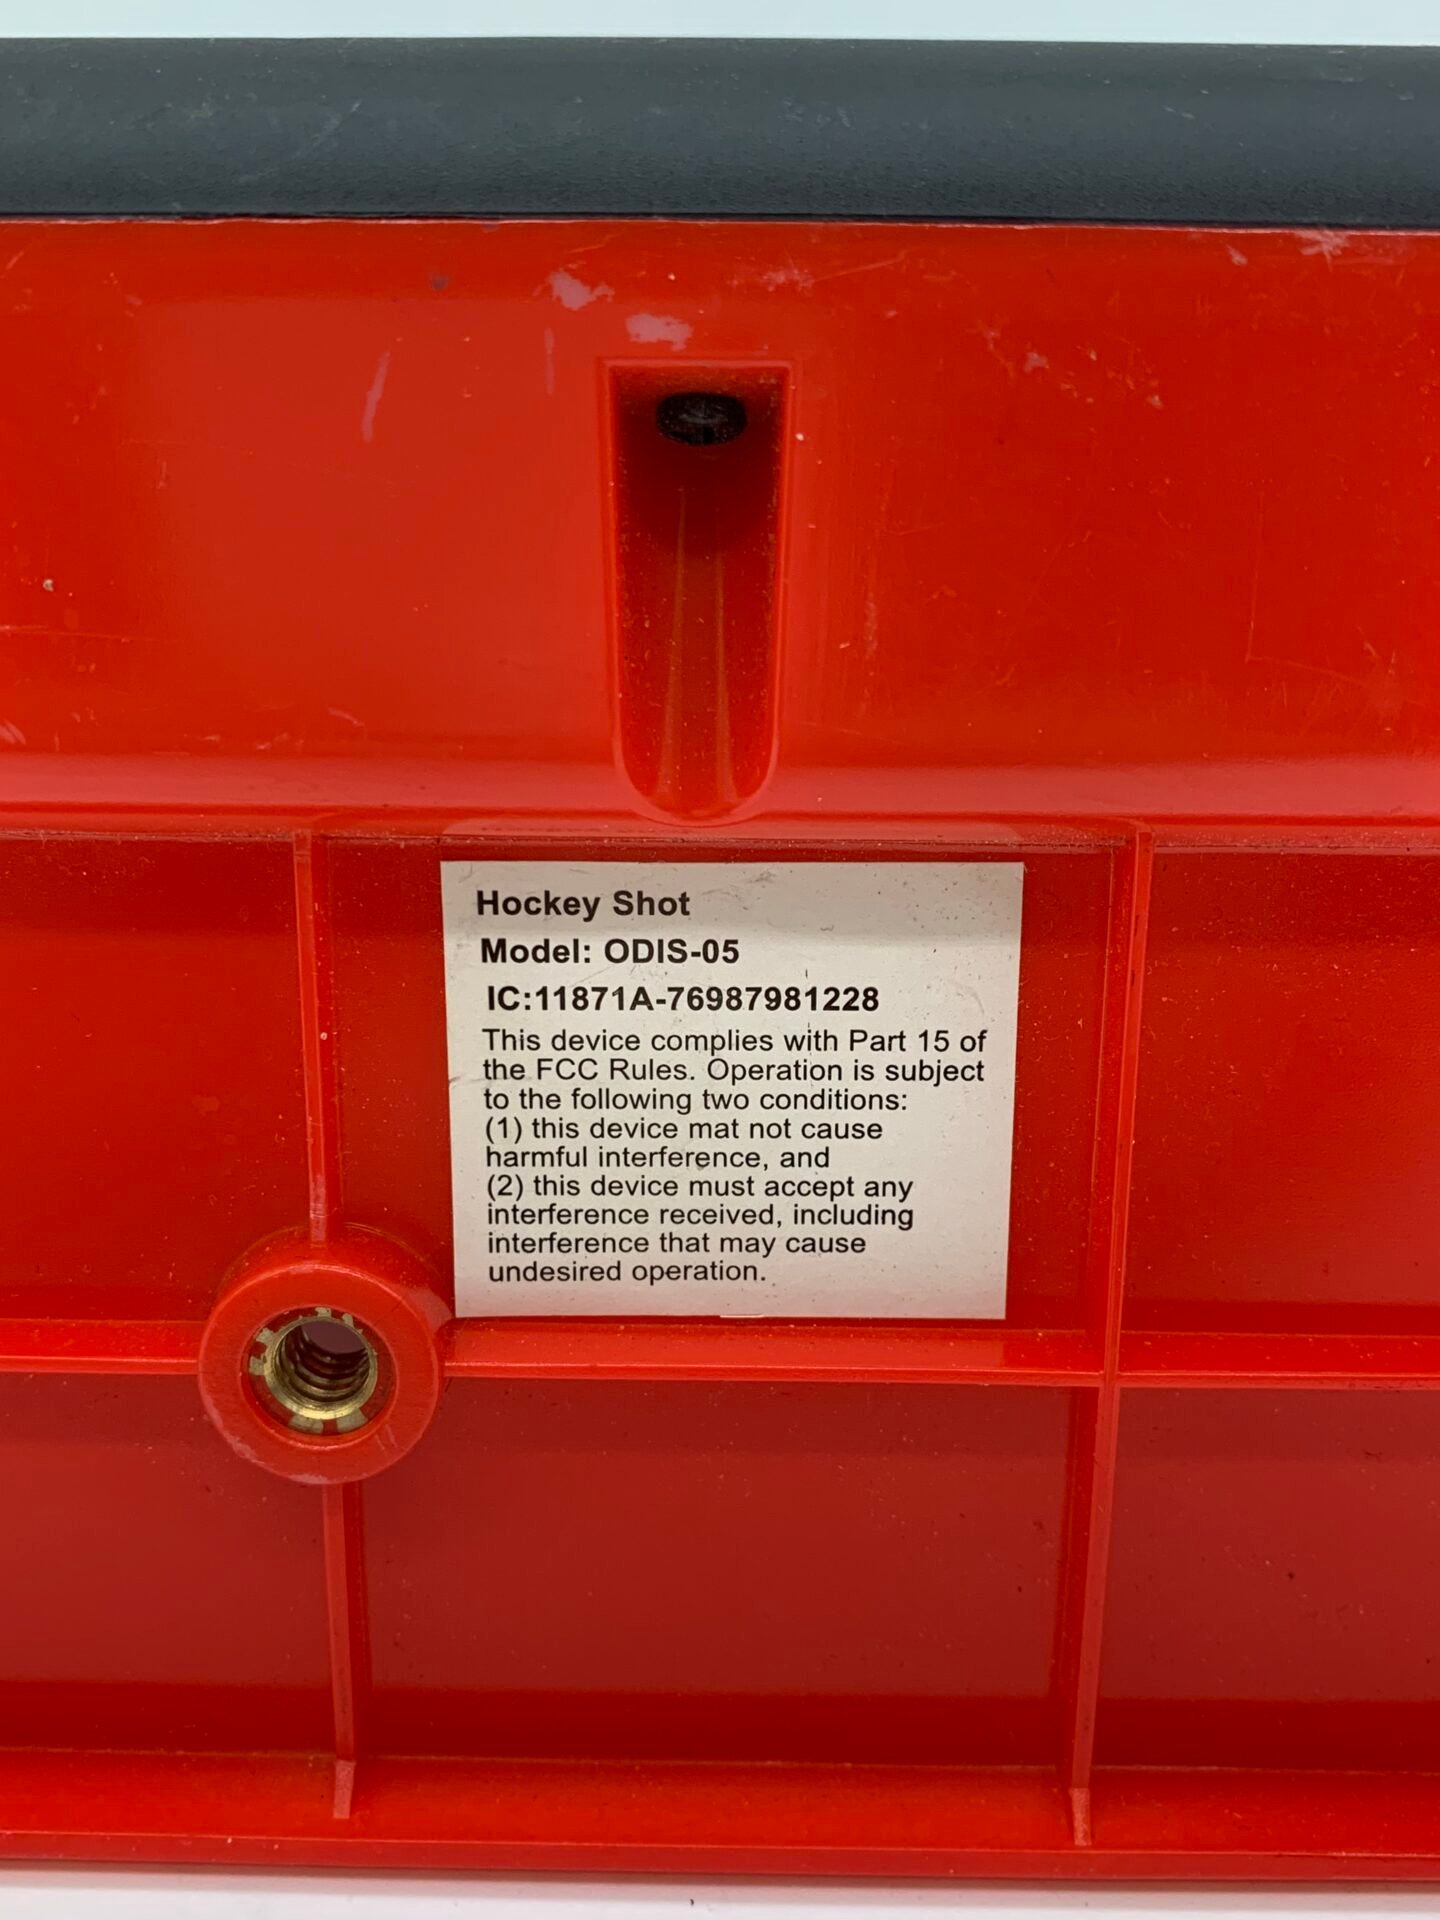 Hockey Shot
Model: ODIS-05
IC:11871A-76987981228
This device complies with Part 15 of
the FCC Rules. Operation is subject
to the following two conditions:
(1) this device mat not cause
harmful interference, and
(2) this device must accept any
interference received, including
interference that may cause
undesired operation.